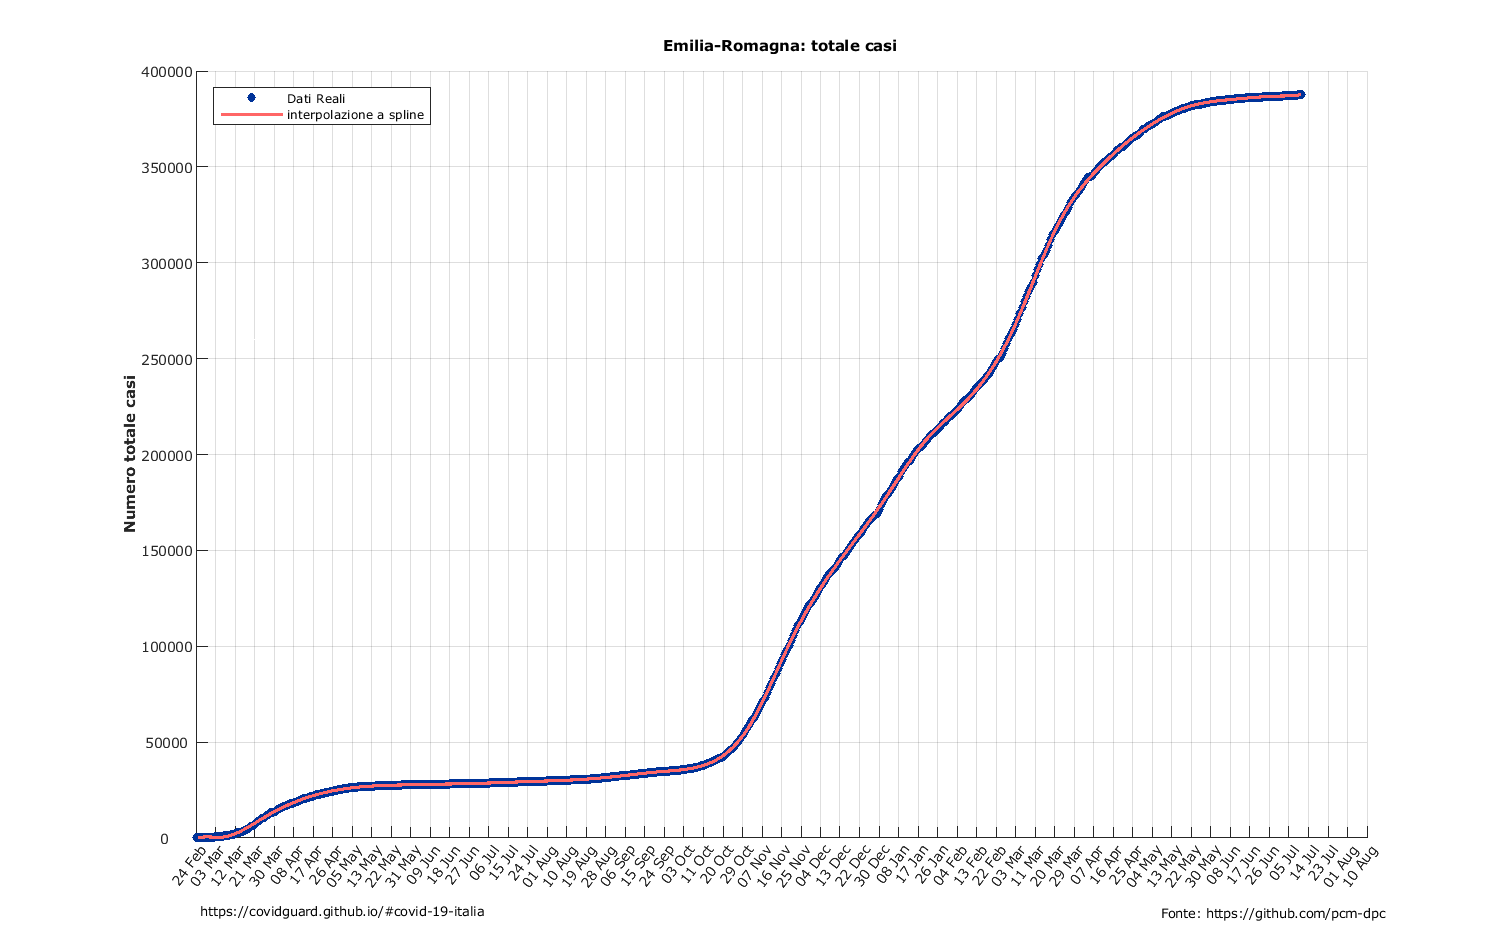 Emilia-Romagna: totale casi
400000
350000
300000
250000
200000
150000
100000
50000
0
Dati Reali
interpolazione a spline
Numero totale casi
24 Feb
03 Mar
12 Mar
21 Mar
30 Mar
08 Apr
17 Apr
26 Apr
05 May
13 May
22 May
31 May
09 Jun
18 Jun
27 Jun
06 Jul
15 Jul
24 Jul
01 Aug
10 Aug
19 Aug
28 Aug
06 Sep
15 Sep
24 Sep
03 Oct
11 Oct
20 Oct
29 Oct
07 Nov
16 Nov
25 Nov
04 Dec
13 Dec
22 Dec
30 Dec
08 Jan
17 Jan
26 Jan
04 Feb
13 Feb
22 Feb
03 Mar
11 Mar
20 Mar
29 Mar
07 Apr
16 Apr
25 Apr
04 May
13 May
22 May
30 May
08 Jun
17 Jun
26 Jun
05 Jul
14 Jul
23 Jul
01 Aug
10 Aug
https://covidguard.github.io/#covid-19-italia
Fonte: https://github.com/pcm-dpc